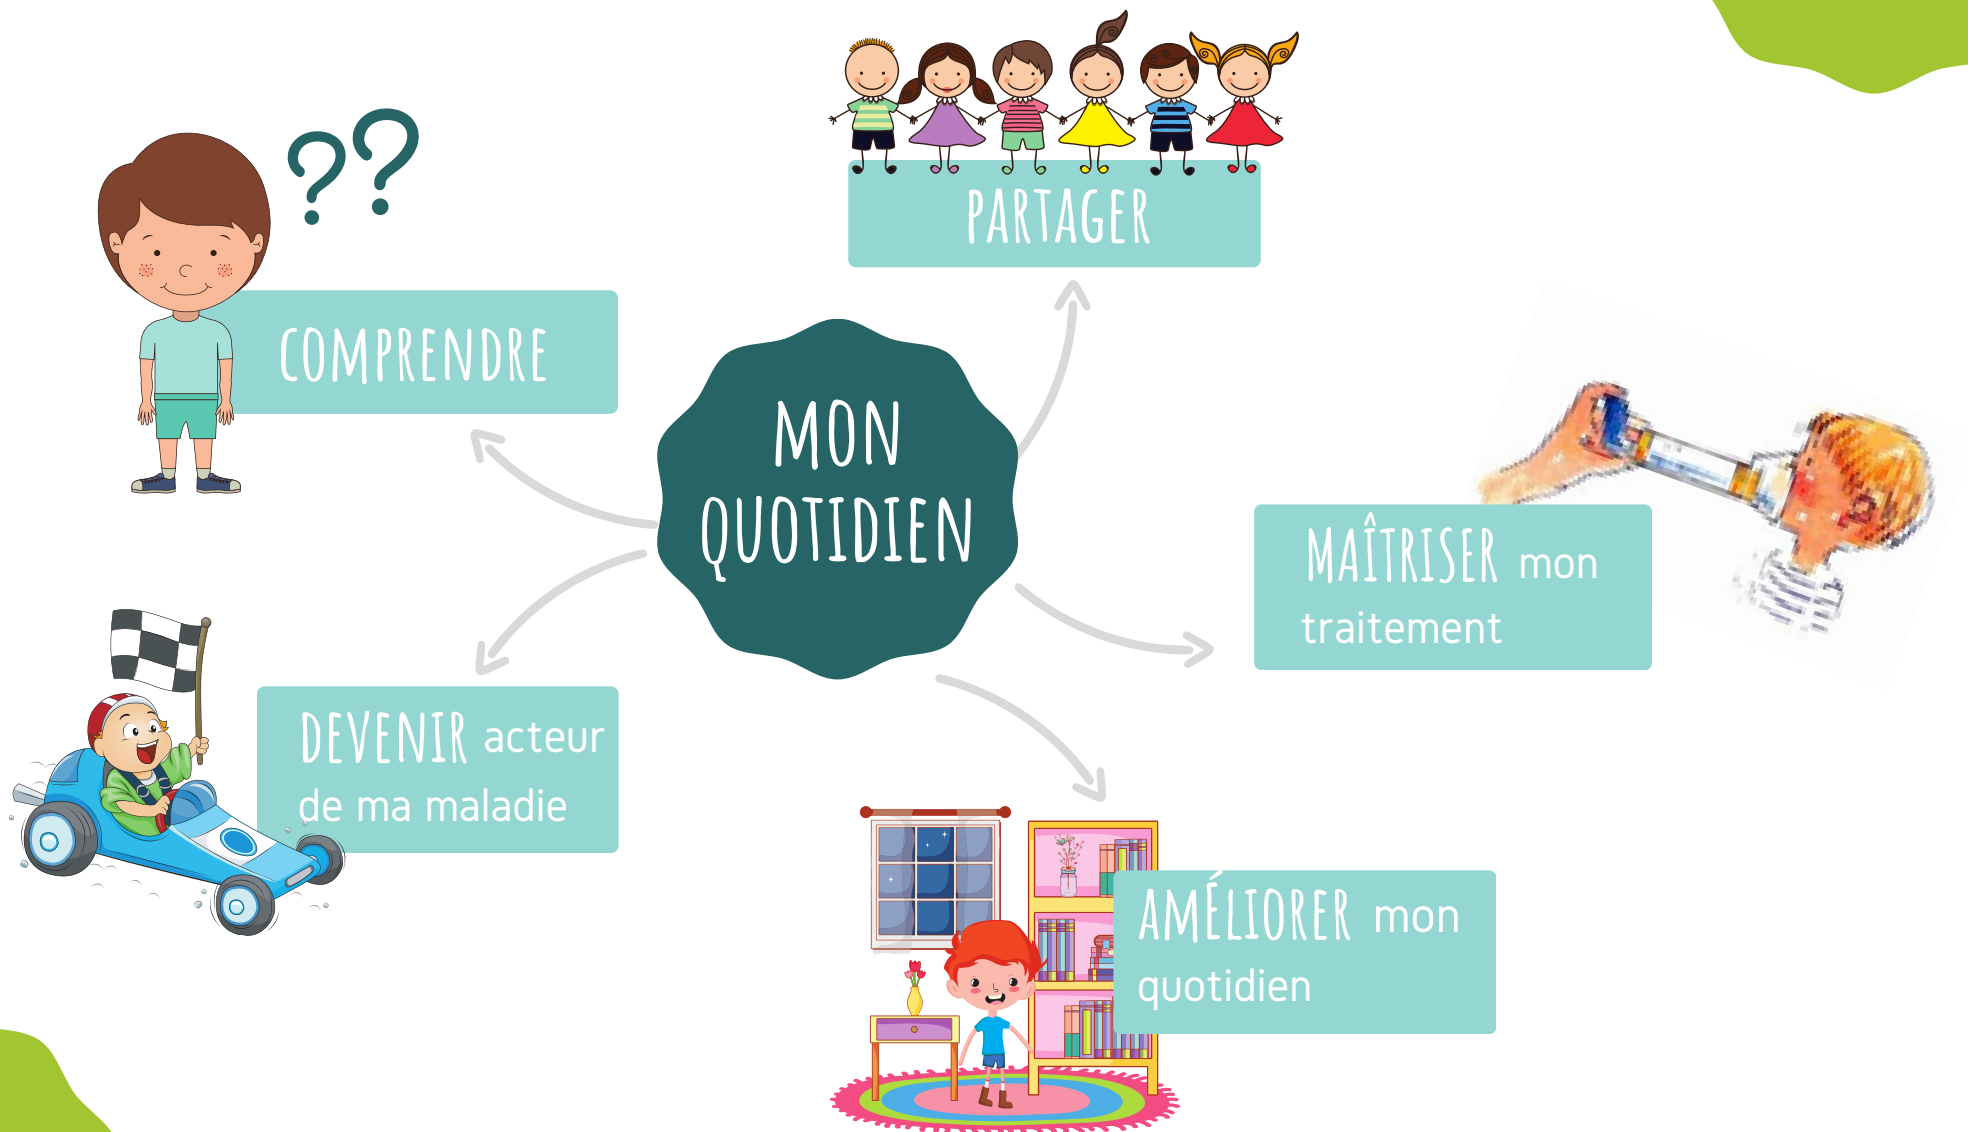 ??
PARTAGER
COMPRENDRE
MON
QUOTIDIEN
MAÎTRISER mon
traitement
DEVENIR acteur
de ma maladie
AMÉLIORER mon
quotidien